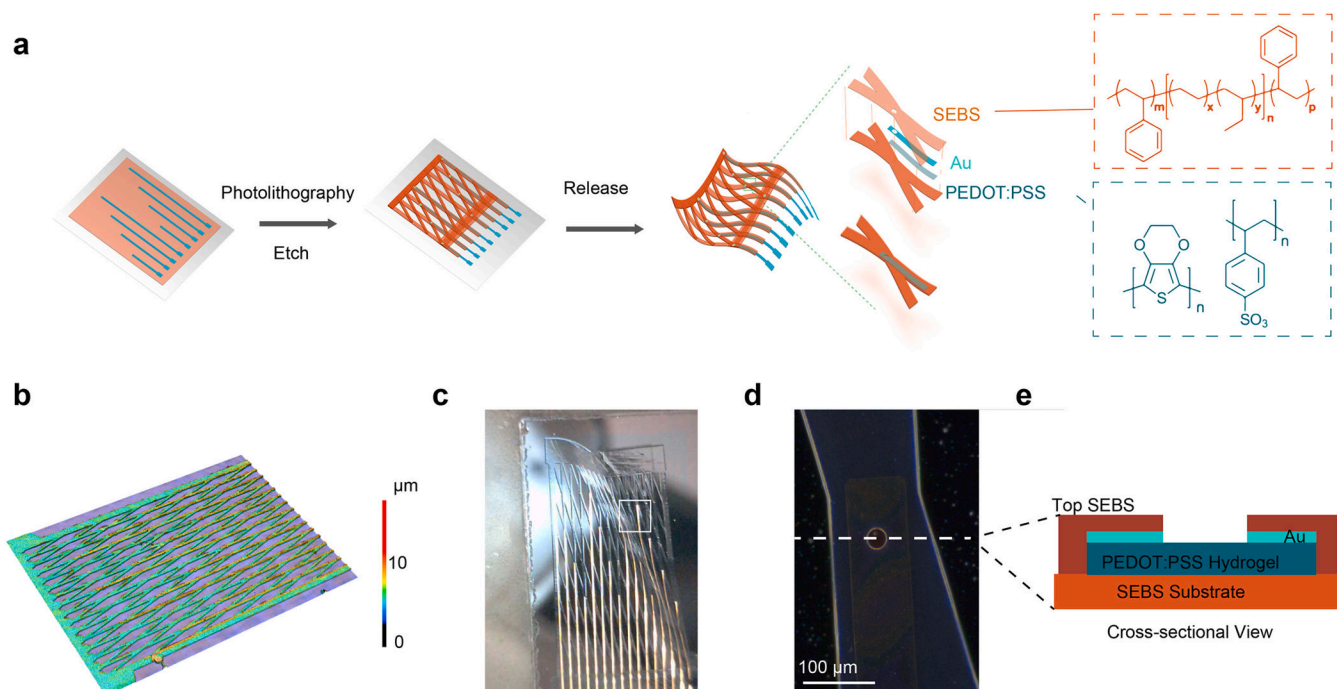 a
Photolithography
Etch
Release
SEBS
Au
PEDOT:PSS
m
x
y
n
p
O
O
S
n
n
SO3
b
µm
10
0
c
d
100 µm
e
Top SEBS
Au
PEDOT:PSS Hydrogel
SEBS Substrate
Cross-sectional View